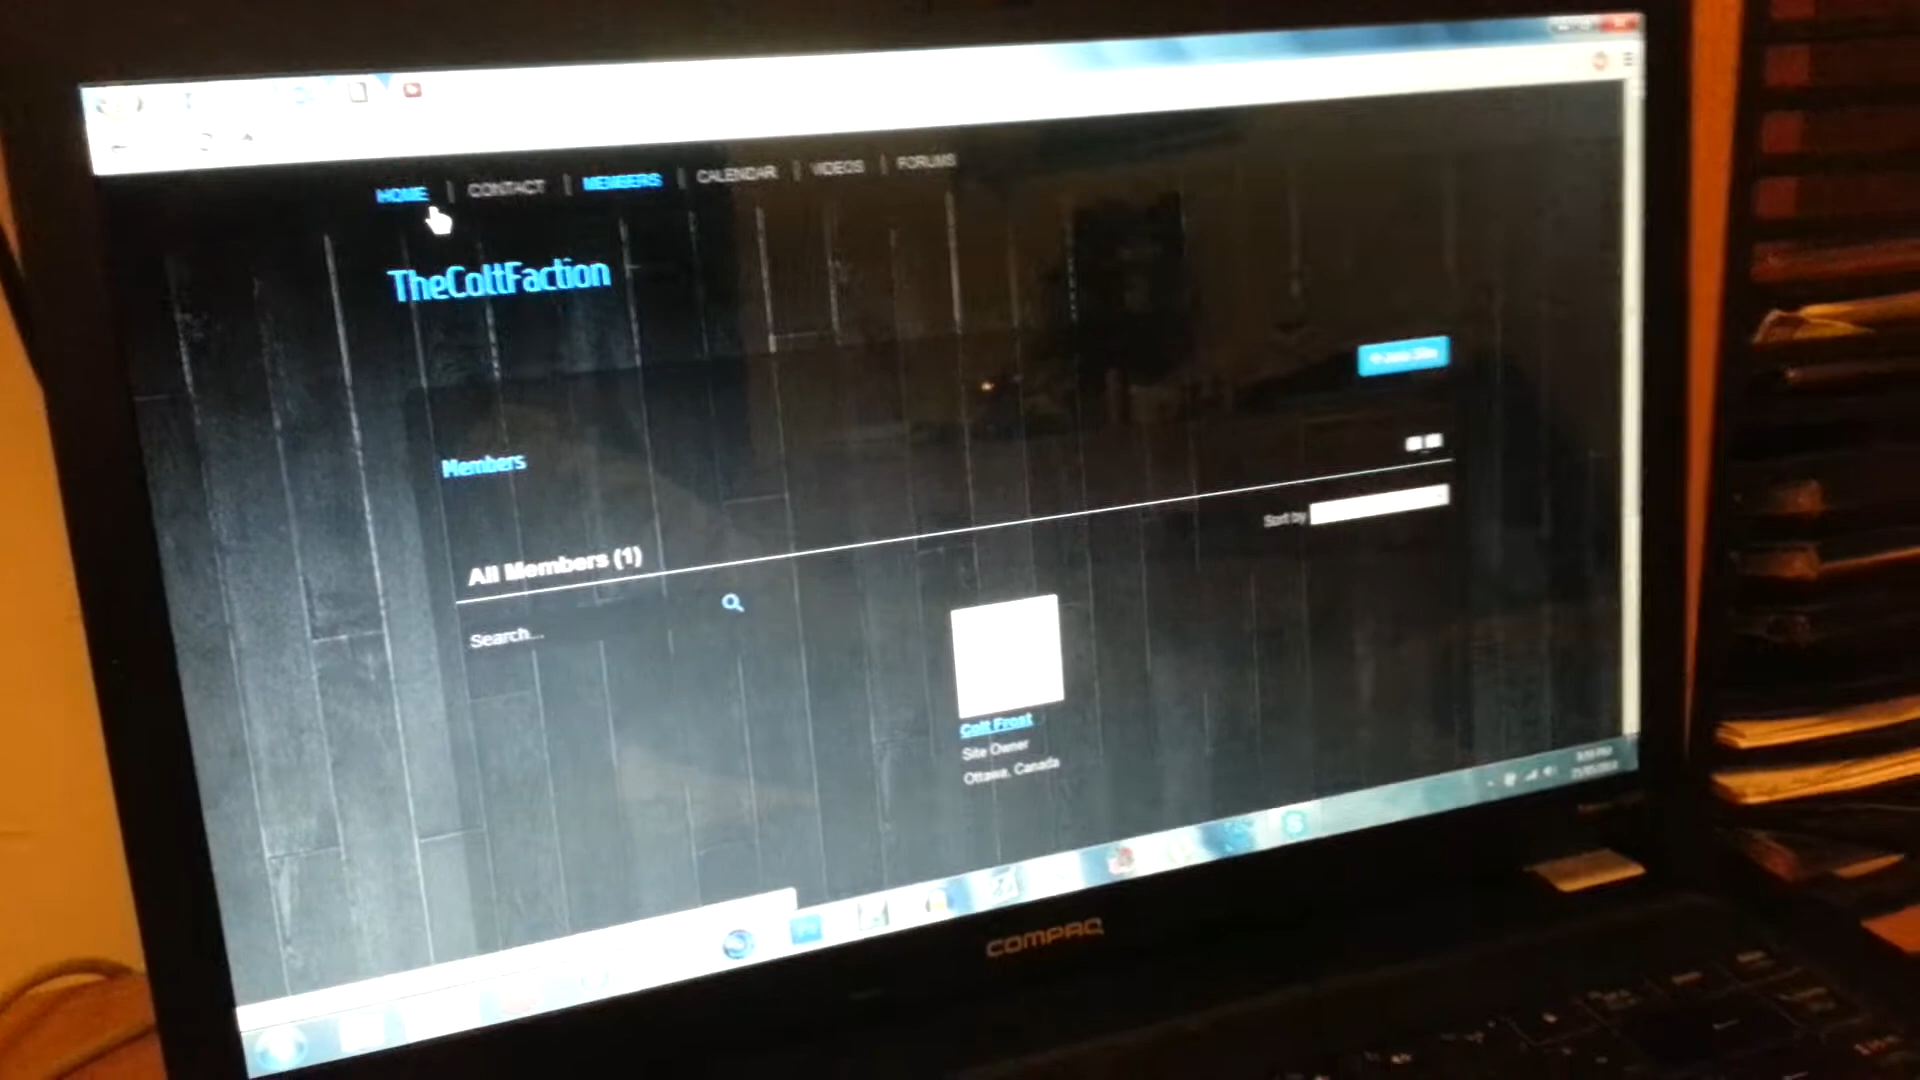 HOME | CONTACT | MEMBERS | CALENDAR | VIDEOS | FORUMS
TheColtFaction
Members
Sort by
All Members (1)
Search...
Colt Frost
Site Owner
Ottawa, Canada
COMPAQ